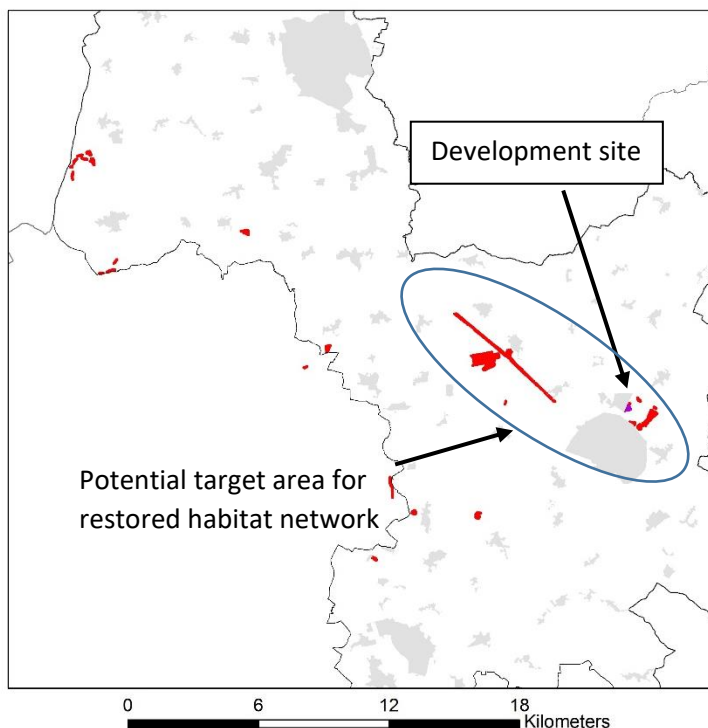 Development site
Potential target area for
restored habitat network
0 6 12 18
Kilometers